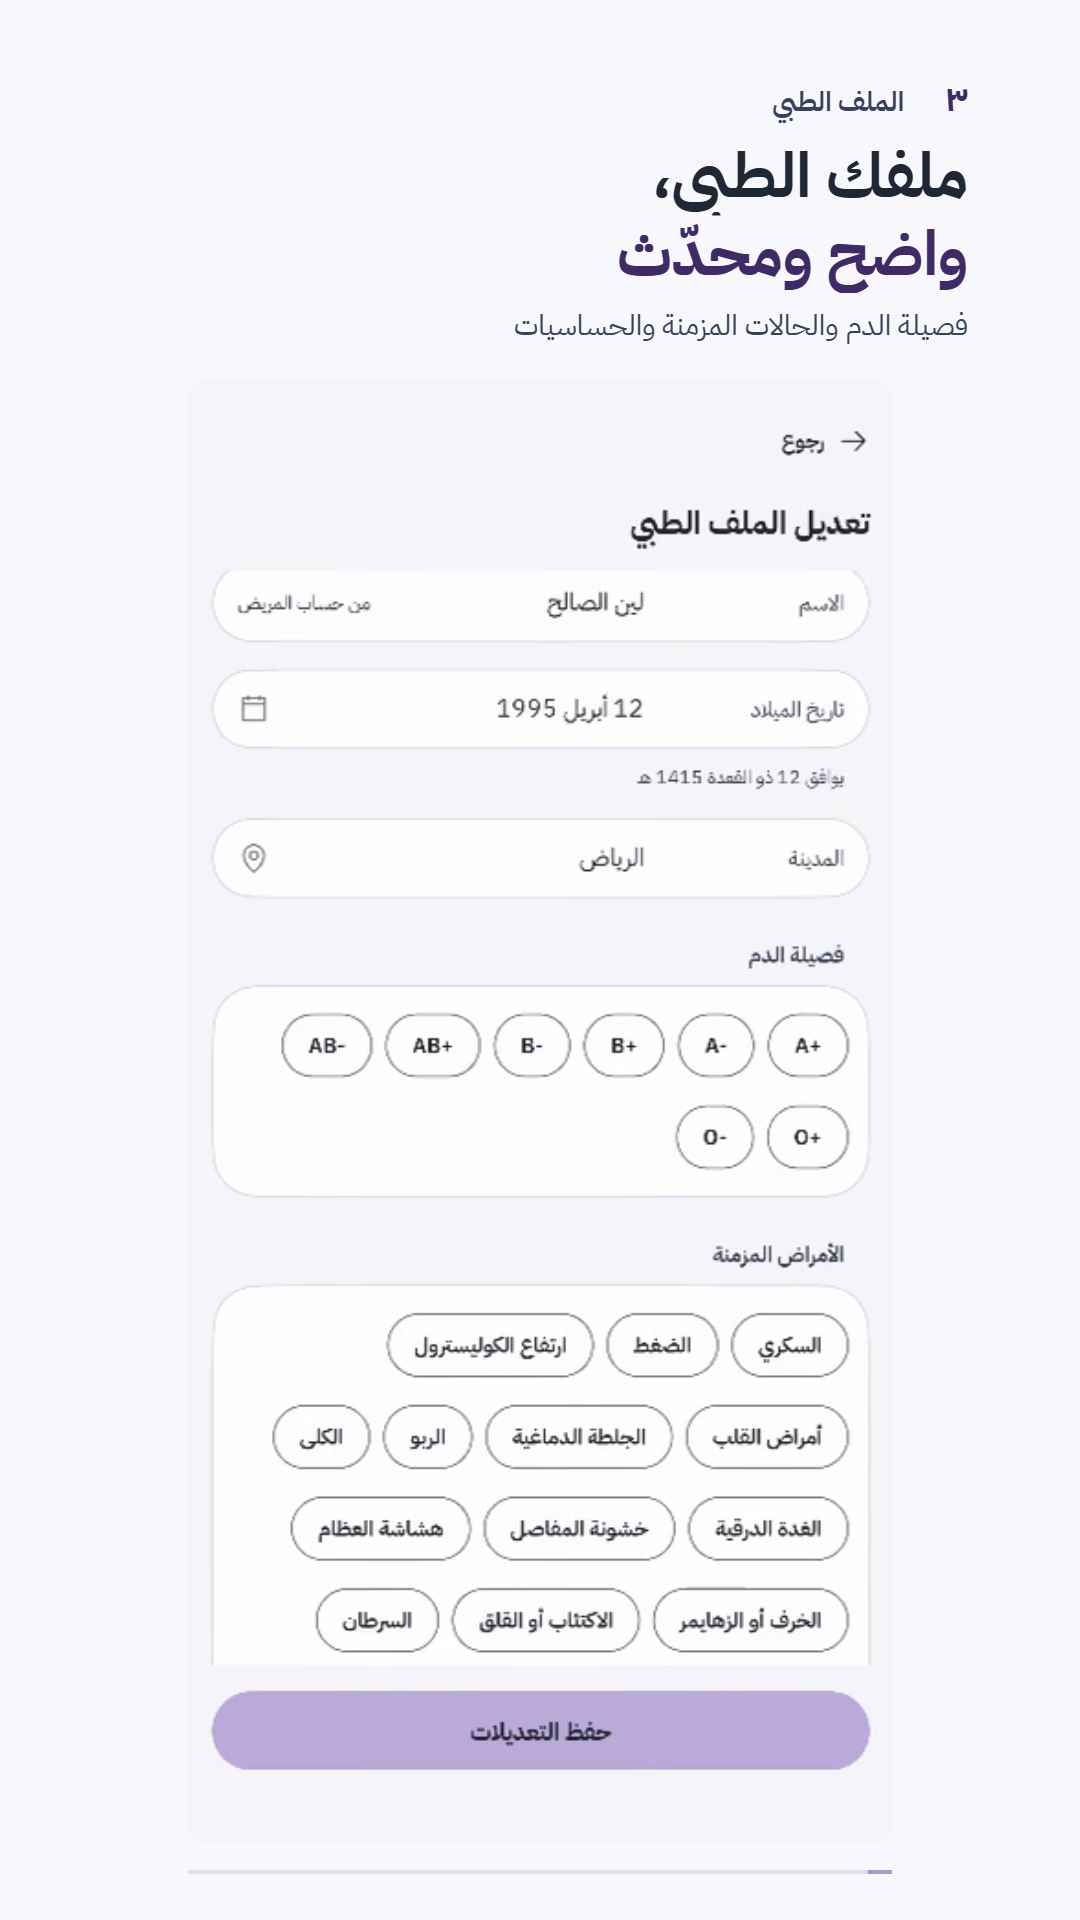 ٣ الملف الطبي
ملفك الطبي،
واضح ومحدّث
فصيلة الدم والحالات المزمنة والحساسيات
رجوع
تعديل الملف الطبي
الاسم لين الصالح من حساب المريض
تاريخ الميلاد 12 أبريل 1995
يوافق 12 ذو القعدة 1415 هـ
المدينة الرياض
فصيلة الدم
A+ A- B+ B- AB+ AB-
O+ O-
الأمراض المزمنة
السكري الضغط ارتفاع الكوليسترول
أمراض القلب الجلطة الدماغية الربو الكلى
الغدة الدرقية خشونة المفاصل هشاشة العظام
الخرف أو الزهايمر الاكتئاب أو القلق السرطان
حفظ التعديلات